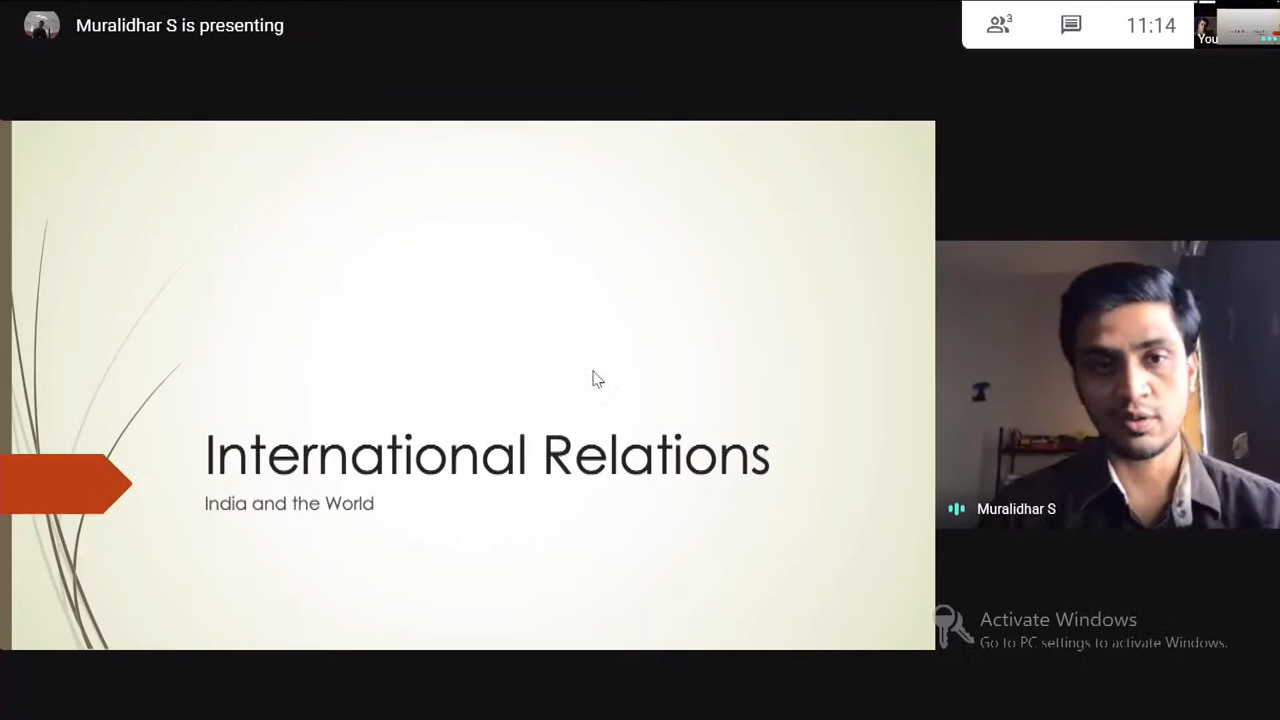 Muralidhar S is presenting
3
11:14
You
International Relations
India and the World
Muralidhar S
Activate Windows
Go to PC settings to activate Windows.